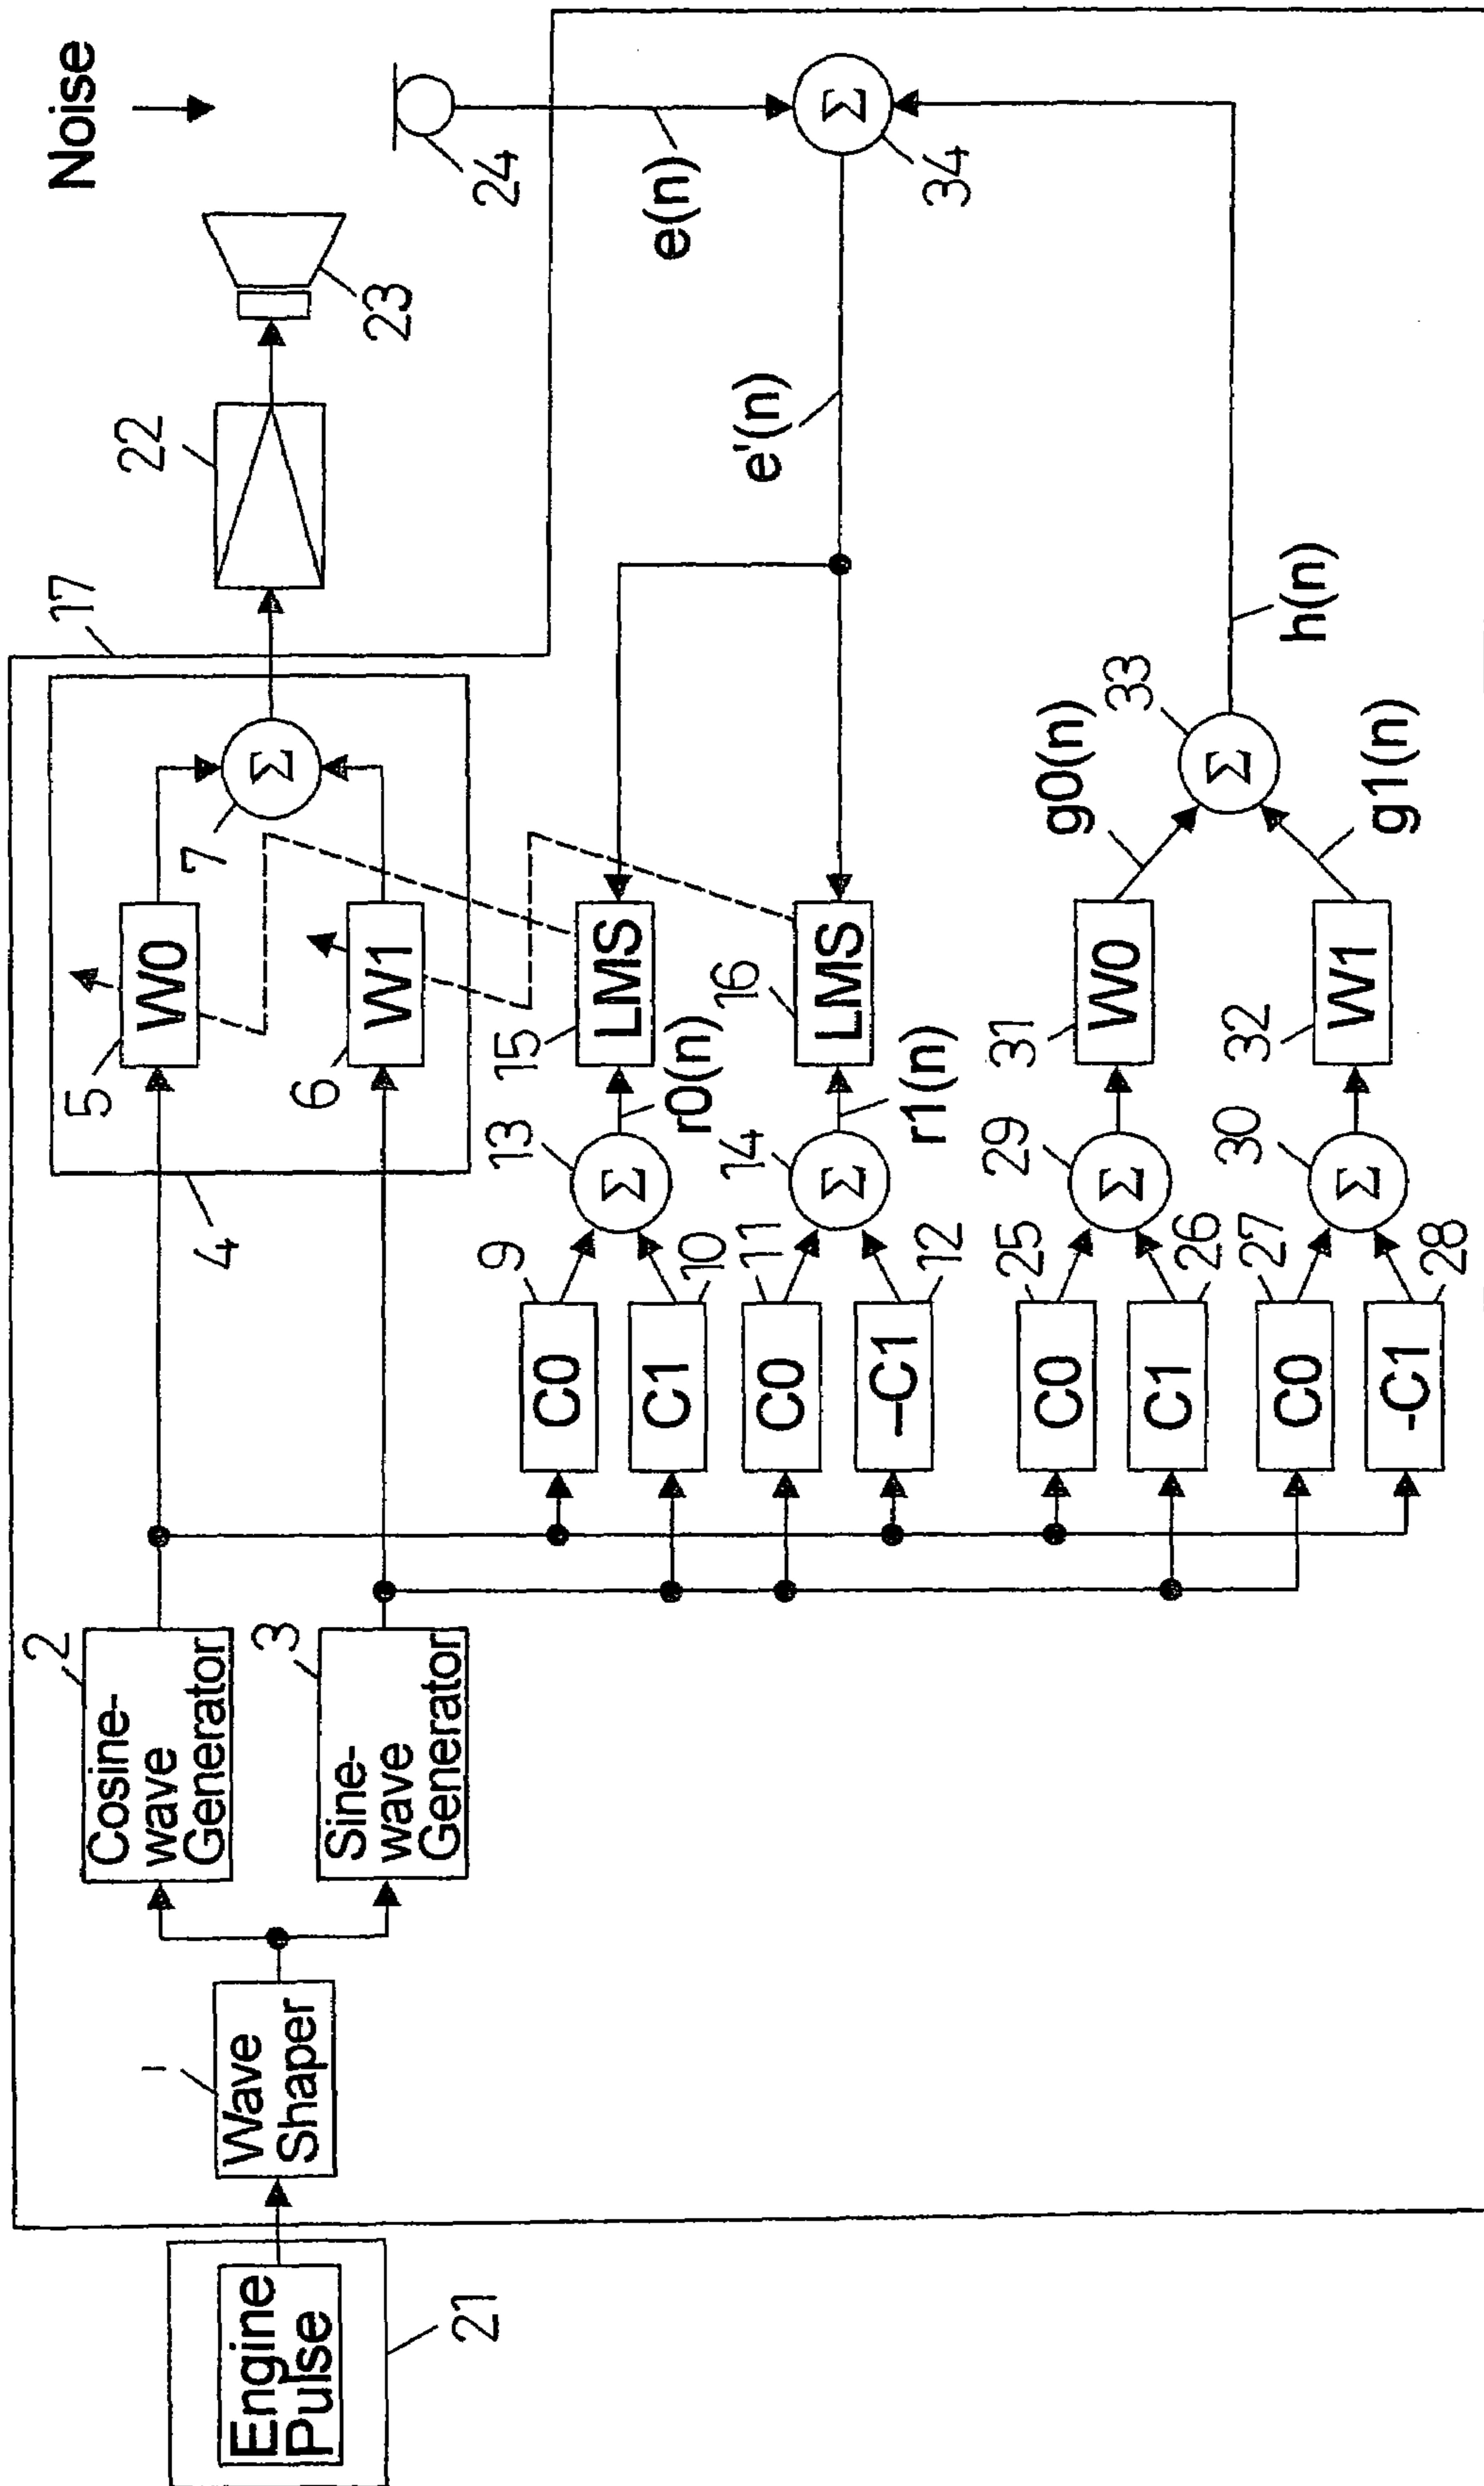 Engine
Pulse
21
1
Wave
Shaper
2
Cosine-
wave
Generator
3
Sine-
wave
Generator
4
5
W0
6
W1
7
Σ
17
22
23
Noise
24
e(n)
Σ
34
e'(n)
9
C0
10
C1
13
Σ
r0(n)
15
LMS
11
C0
12
–C1
14
Σ
r1(n)
16
LMS
25
C0
26
C1
29
Σ
31
W0
g0(n)
27
C0
28
-C1
30
Σ
32
W1
g1(n)
33
Σ
h(n)